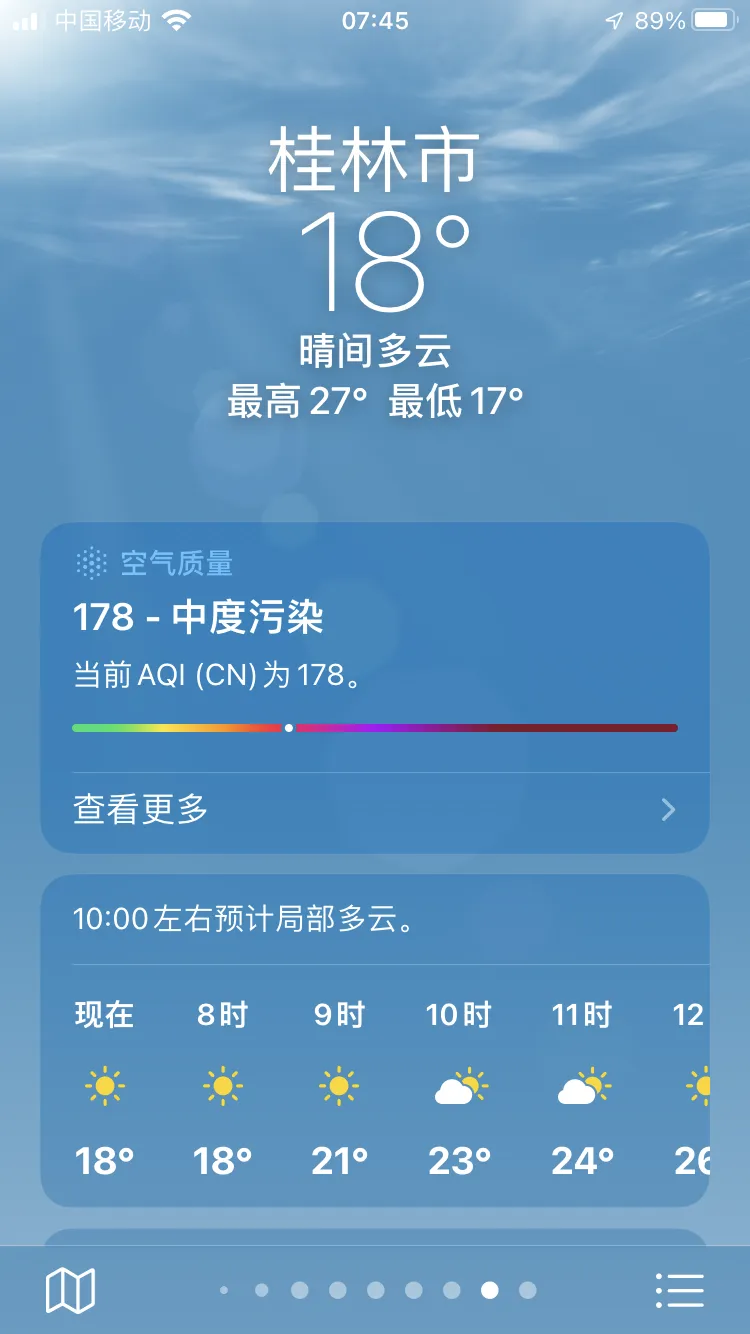 中国移动 07:45 89%
桂林市
18°
晴间多云
最高 27° 最低 17°
空气质量
178 - 中度污染
当前 AQI (CN) 为 178。
查看更多
10:00 左右预计局部多云。
现在 8时 9时 10时 11时 12
18° 18° 21° 23° 24°